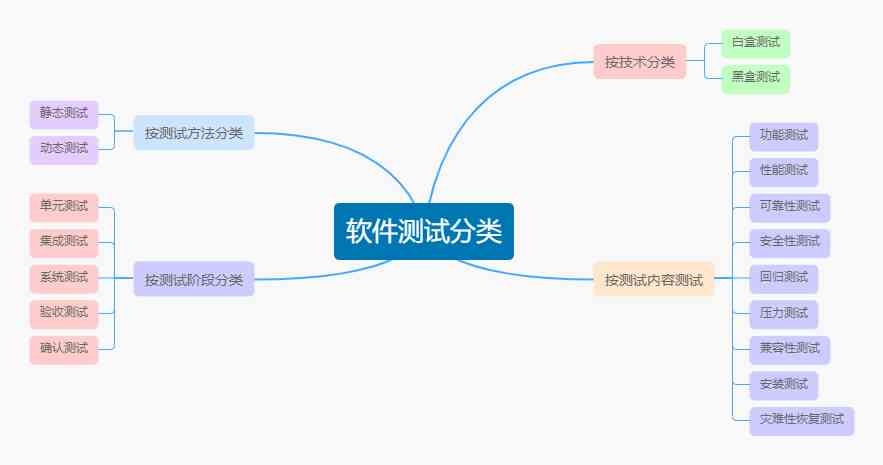 软件测试分类
按技术分类
白盒测试
黑盒测试
按测试内容测试
功能测试
性能测试
可靠性测试
安全性测试
回归测试
压力测试
兼容性测试
安装测试
灾难性恢复测试
按测试方法分类
静态测试
动态测试
按测试阶段分类
单元测试
集成测试
系统测试
验收测试
确认测试